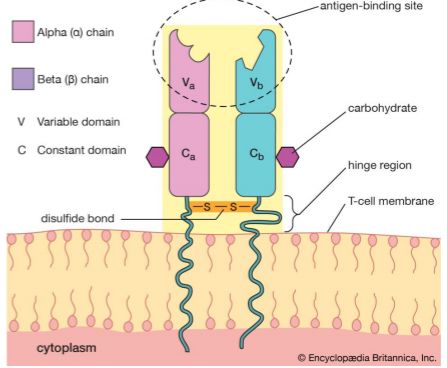 antigen-binding site
Alpha (α) chain
Beta (β) chain
V Variable domain
C Constant domain
Va
Vb
carbohydrate
Ca
Cb
hinge region
—S—S—
T-cell membrane
disulfide bond
cytoplasm
© Encyclopædia Britannica, Inc.